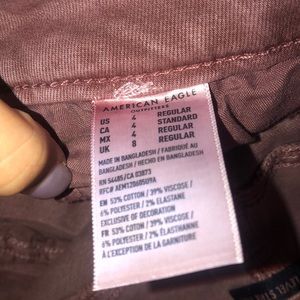 AMERICAN EAGLE
OUTFITTERS
US 4 REGULAR
CA 4 STANDARD
MX 4 REGULAR
UK 8 REGULAR
MADE IN BANGLADESH / FABRIQUÉ AU
BANGLADESH / HECHO EN BANGLADESH
RN 54485/CA 03873
RFC# AEM1206050U9A
EN 53% COTTON / 39% VISCOSE /
6% POLYESTER / 2% ELASTANE
EXCLUSIVE OF DECORATION
FR 53% COTON / 39% VISCOSE /
6% POLYESTER / 2% ÉLASTHANNE
À L'EXCEPTION DE LA GARNITURE